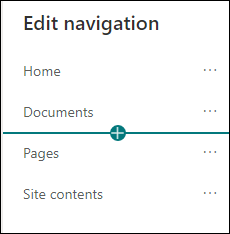 Edit navigation
Home
Documents
Pages
Site contents